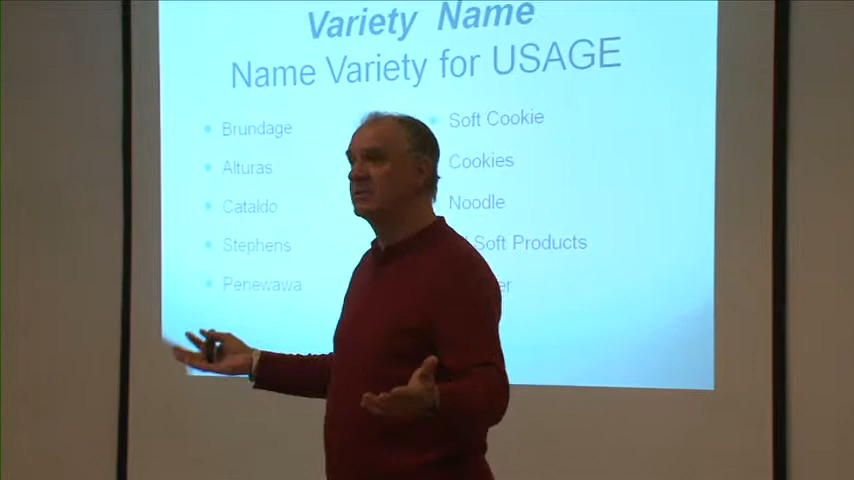 Variety Name
Name Variety for USAGE
Brundage
Alturas
Cataldo
Stephens
Penewawa
Soft Cookie
Cookies
Noodle
Soft Products